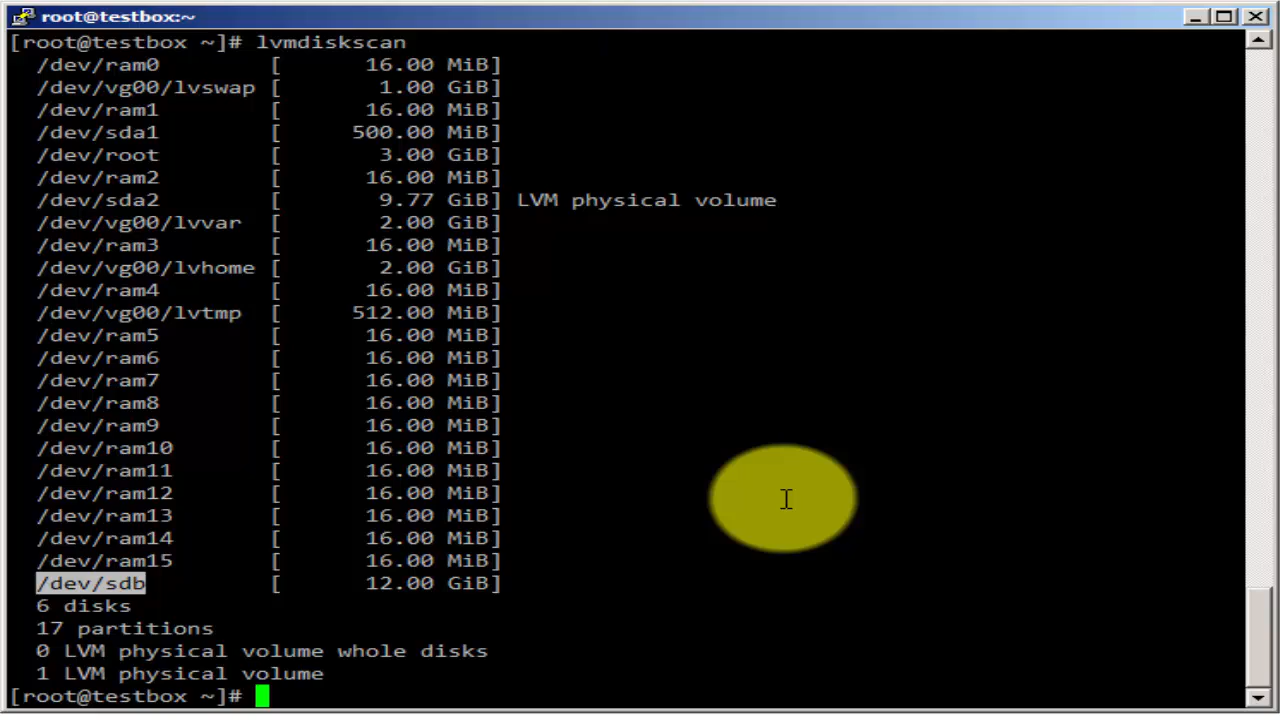 root@testbox:~
[root@testbox ~]# lvmdiskscan
/dev/ram0 [ 16.00 MiB]
/dev/vg00/lvswap [ 1.00 GiB]
/dev/ram1 [ 16.00 MiB]
/dev/sda1 [ 500.00 MiB]
/dev/root [ 3.00 GiB]
/dev/ram2 [ 16.00 MiB]
/dev/sda2 [ 9.77 GiB] LVM physical volume
/dev/vg00/lvvar [ 2.00 GiB]
/dev/ram3 [ 16.00 MiB]
/dev/vg00/lvhome [ 2.00 GiB]
/dev/ram4 [ 16.00 MiB]
/dev/vg00/lvtmp [ 512.00 MiB]
/dev/ram5 [ 16.00 MiB]
/dev/ram6 [ 16.00 MiB]
/dev/ram7 [ 16.00 MiB]
/dev/ram8 [ 16.00 MiB]
/dev/ram9 [ 16.00 MiB]
/dev/ram10 [ 16.00 MiB]
/dev/ram11 [ 16.00 MiB]
/dev/ram12 [ 16.00 MiB]
/dev/ram13 [ 16.00 MiB]
/dev/ram14 [ 16.00 MiB]
/dev/ram15 [ 16.00 MiB]
/dev/sdb [ 12.00 GiB]
6 disks
17 partitions
0 LVM physical volume whole disks
1 LVM physical volume
[root@testbox ~]#